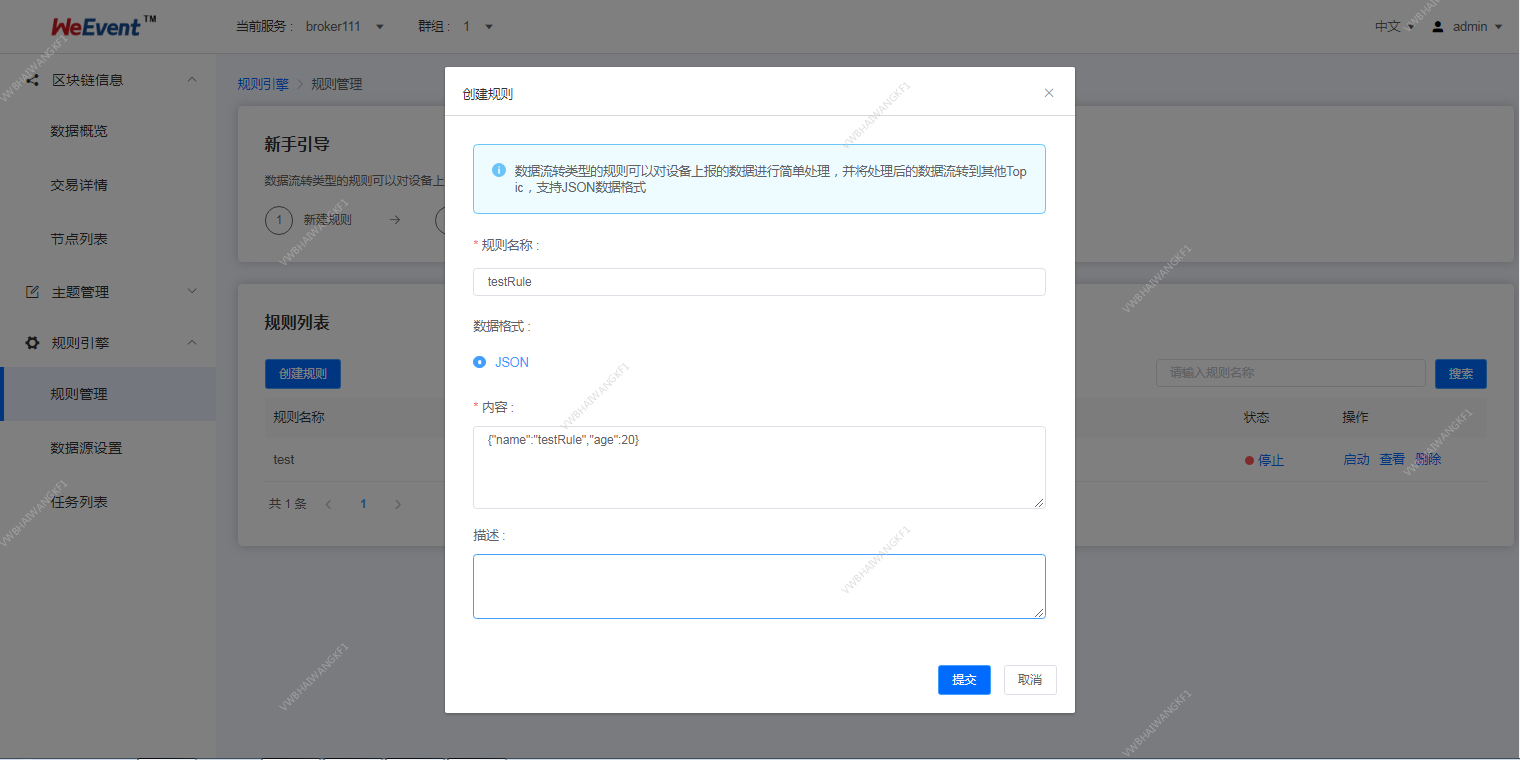 WeEvent™
当前服务： broker111
群组： 1
中文
admin
区块链信息
数据概览
交易详情
节点列表
主题管理
规则引擎
规则管理
数据源设置
任务列表
规则引擎 > 规则管理
新手引导
数据流转类型的规则可以对设备上
1 新建规则 →
规则列表
创建规则
请输入规则名称
搜索
规则名称
状态
操作
test
停止
启动 查看 删除
共 1 条 < 1 >
创建规则
数据流转类型的规则可以对设备上报的数据进行简单处理，并将处理后的数据流转到其他Top
ic，支持JSON数据格式
* 规则名称 :
testRule
数据格式 :
JSON
* 内容 :
{"name":"testRule","age":20}
描述 :
提交
取消
VWBHAIWANGKF1
VWBHAIWANGKF1
VWBHAIWANGKF1
VWBHAIWANGKF1
VWBHAIWANGKF1
VWBHAIWANGKF1
VWBHAIWANGKF1
VWBHAIWANGKF1
VWBHAIWANGKF1
VWBHAIWANGKF1